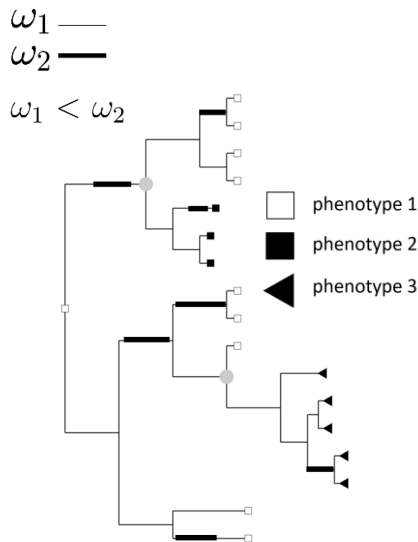 ω₁
ω₂
ω₁ < ω₂
phenotype 1
phenotype 2
phenotype 3